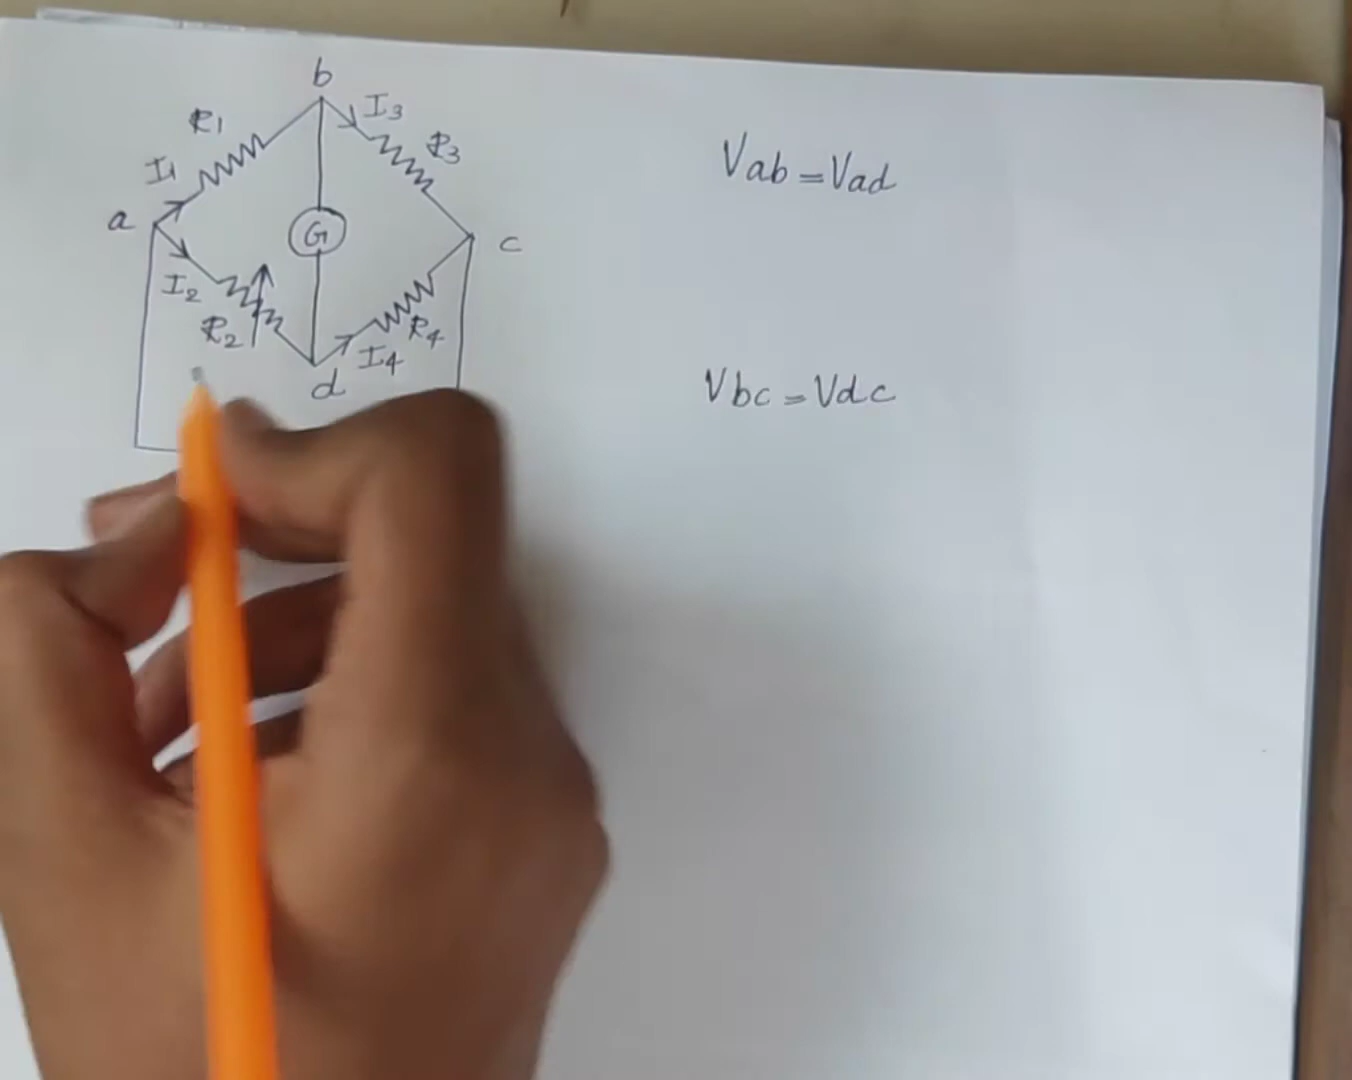 b
I3
R1
R3
I1
Vab = Vad
a
G
c
I2
R2
R4
I4
d
Vbc = Vdc